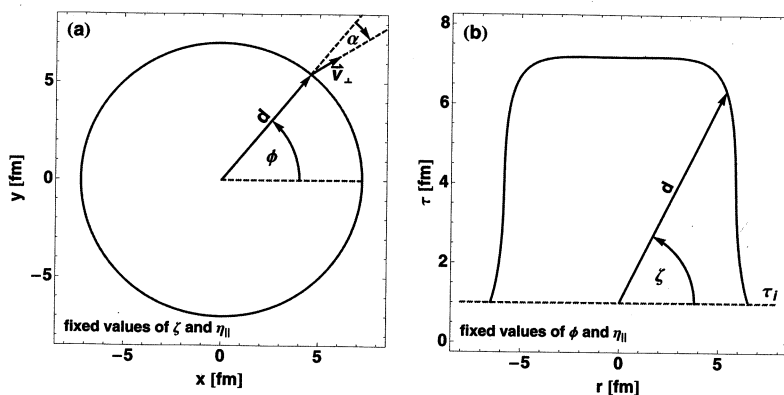 (a)
α
v⊥
d
ϕ
5
0
−5
y [fm]
fixed values of ζ and η∥
−5 0 5
x [fm]
(b)
8
6
4
2
0
τ [fm]
d
ζ
τI
fixed values of ϕ and η∥
−5 0 5
r [fm]